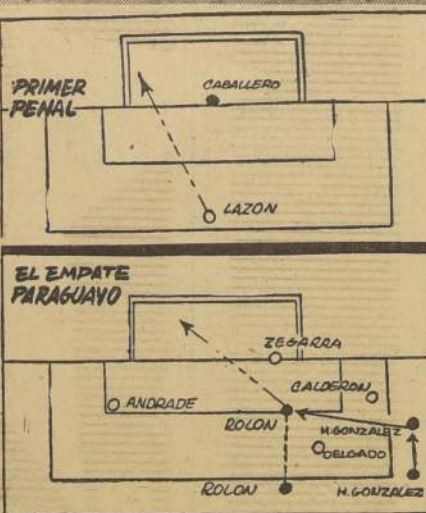 PRIMER
PENAL
CABALLERO
LAZON
EL EMPATE
PARAGUAYO
ZEGARRA
CALDERON
ANDRADE
ROLON
M.GONZALEZ
DELGADO
ROLON
H.GONZALEZ